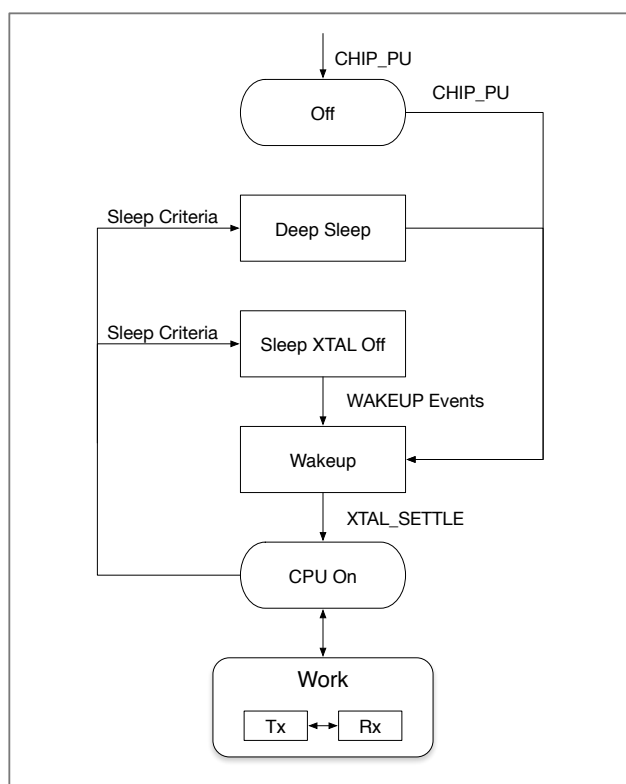 CHIP_PU
CHIP_PU
Off
Sleep Criteria
Deep Sleep
Sleep Criteria
Sleep XTAL Off
WAKEUP Events
Wakeup
XTAL_SETTLE
CPU On
Work
Tx
Rx